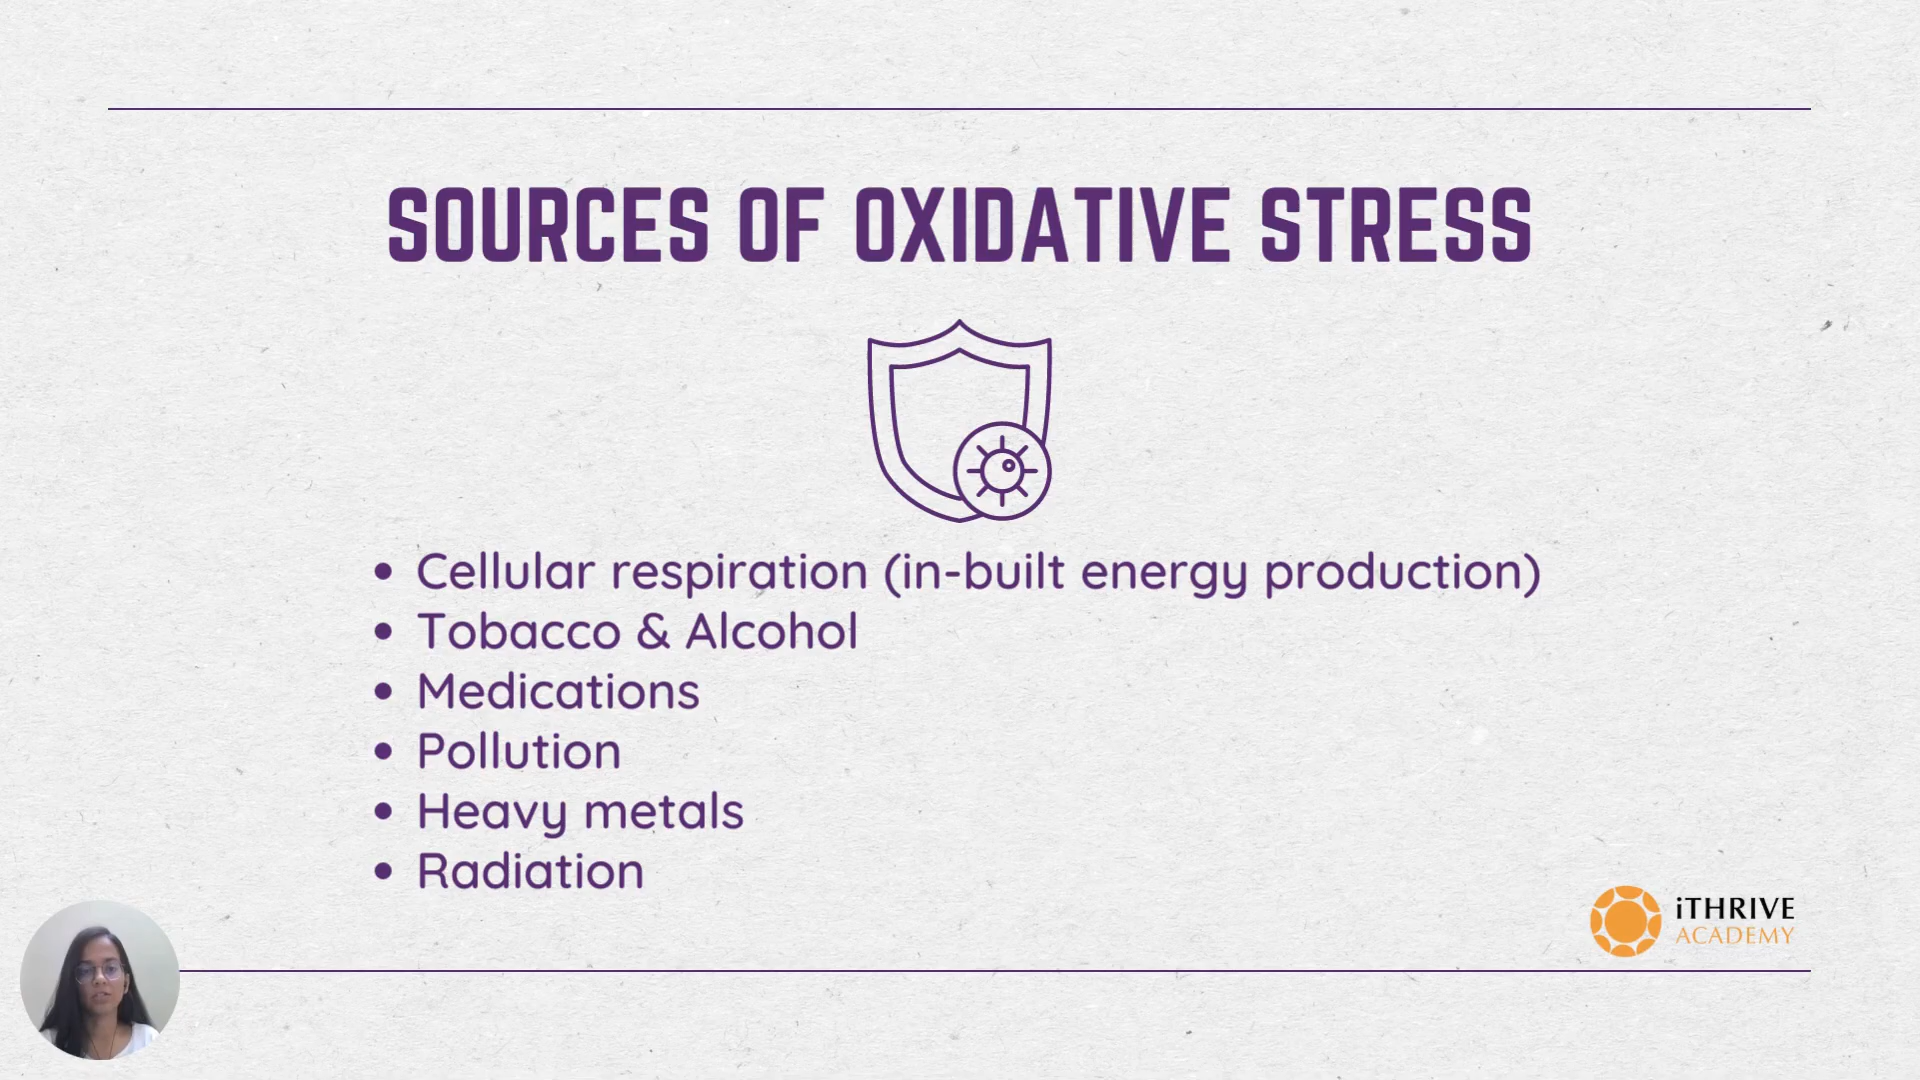 SOURCES OF OXIDATIVE STRESS
• Cellular respiration (in-built energy production)
• Tobacco & Alcohol
• Medications
• Pollution
• Heavy metals
• Radiation
iTHRIVE
ACADEMY